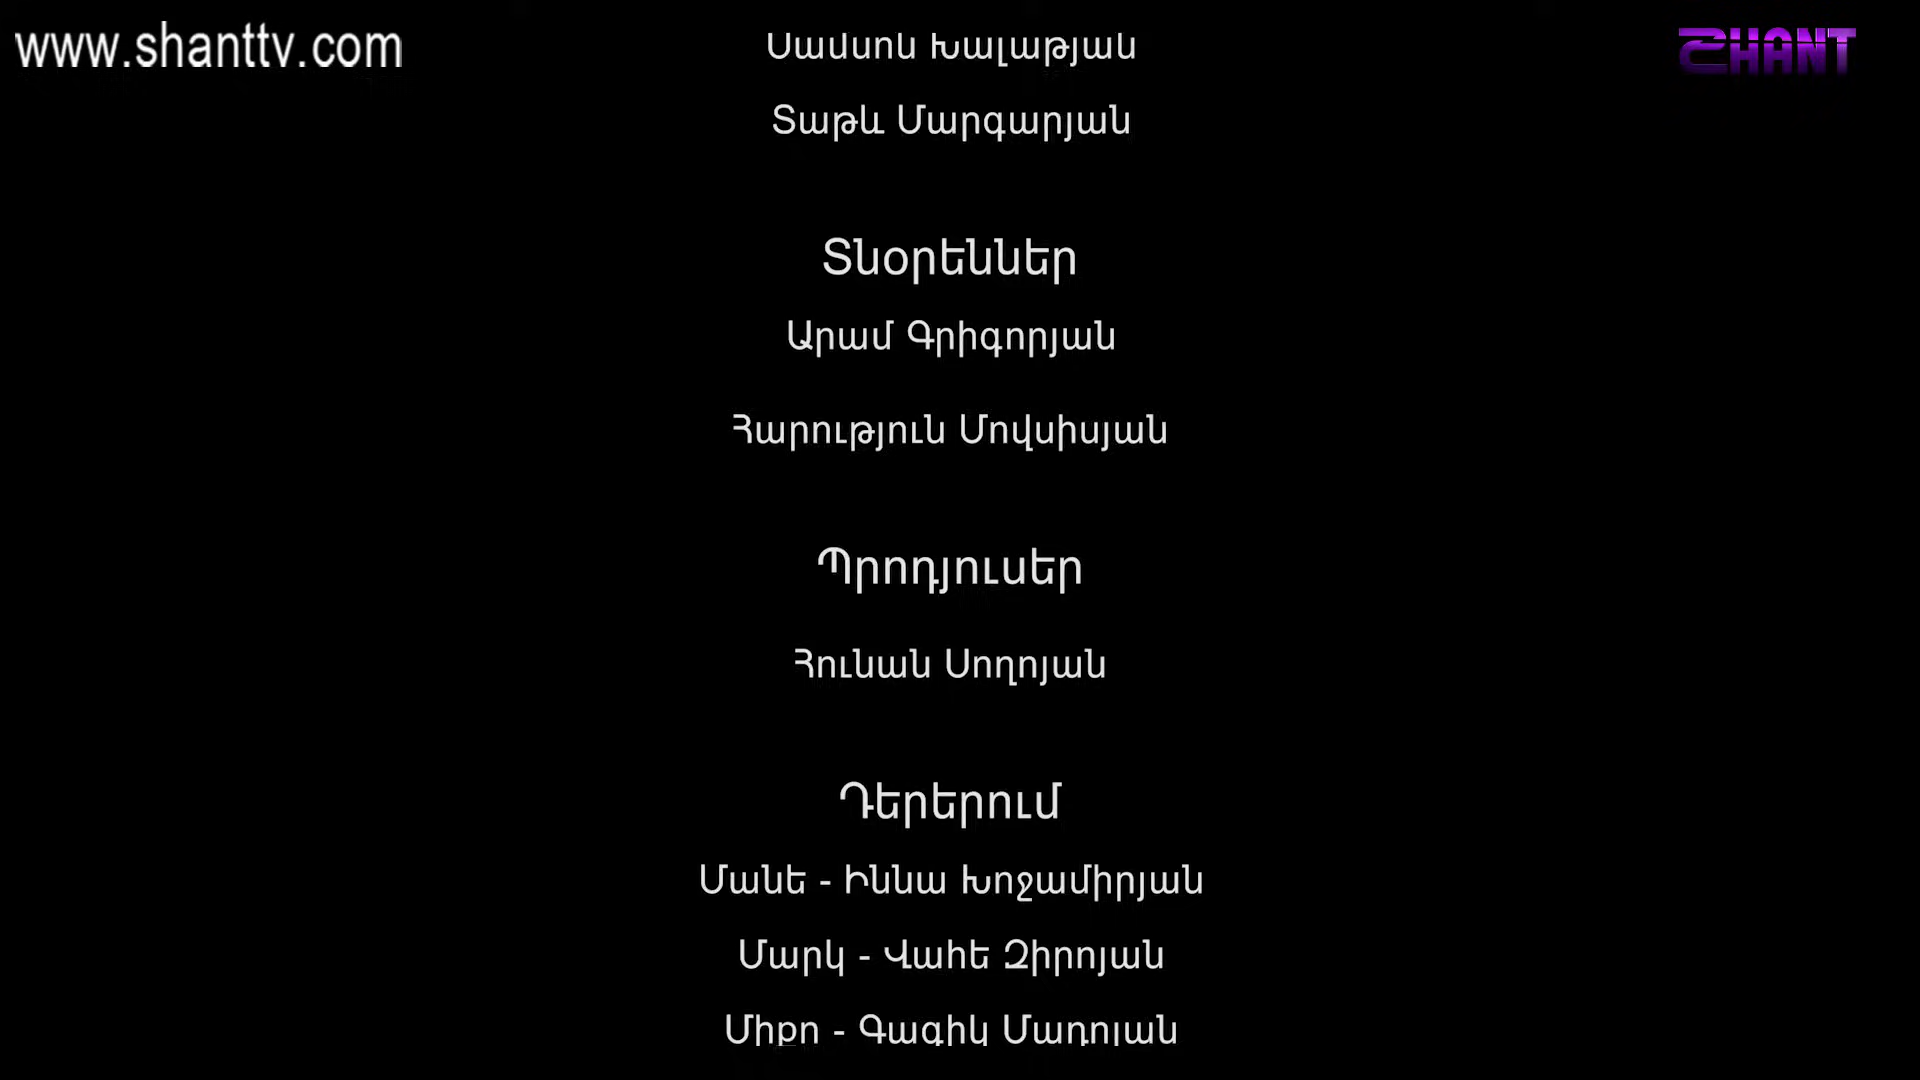 www.shanttv.com
SHANT
Սամսոն Խալաթյան
Տաթև Մարգարյան
Տնօրեններ
Արամ Գրիգորյան
Հարություն Մովսիսյան
Պրոդյուսեր
Հունան Սողոյան
Դերերում
Մանե - Իննա Խոջամիրյան
Մարկ - Վահե Զիրոյան
Միքո - Գագիկ Մադոյան